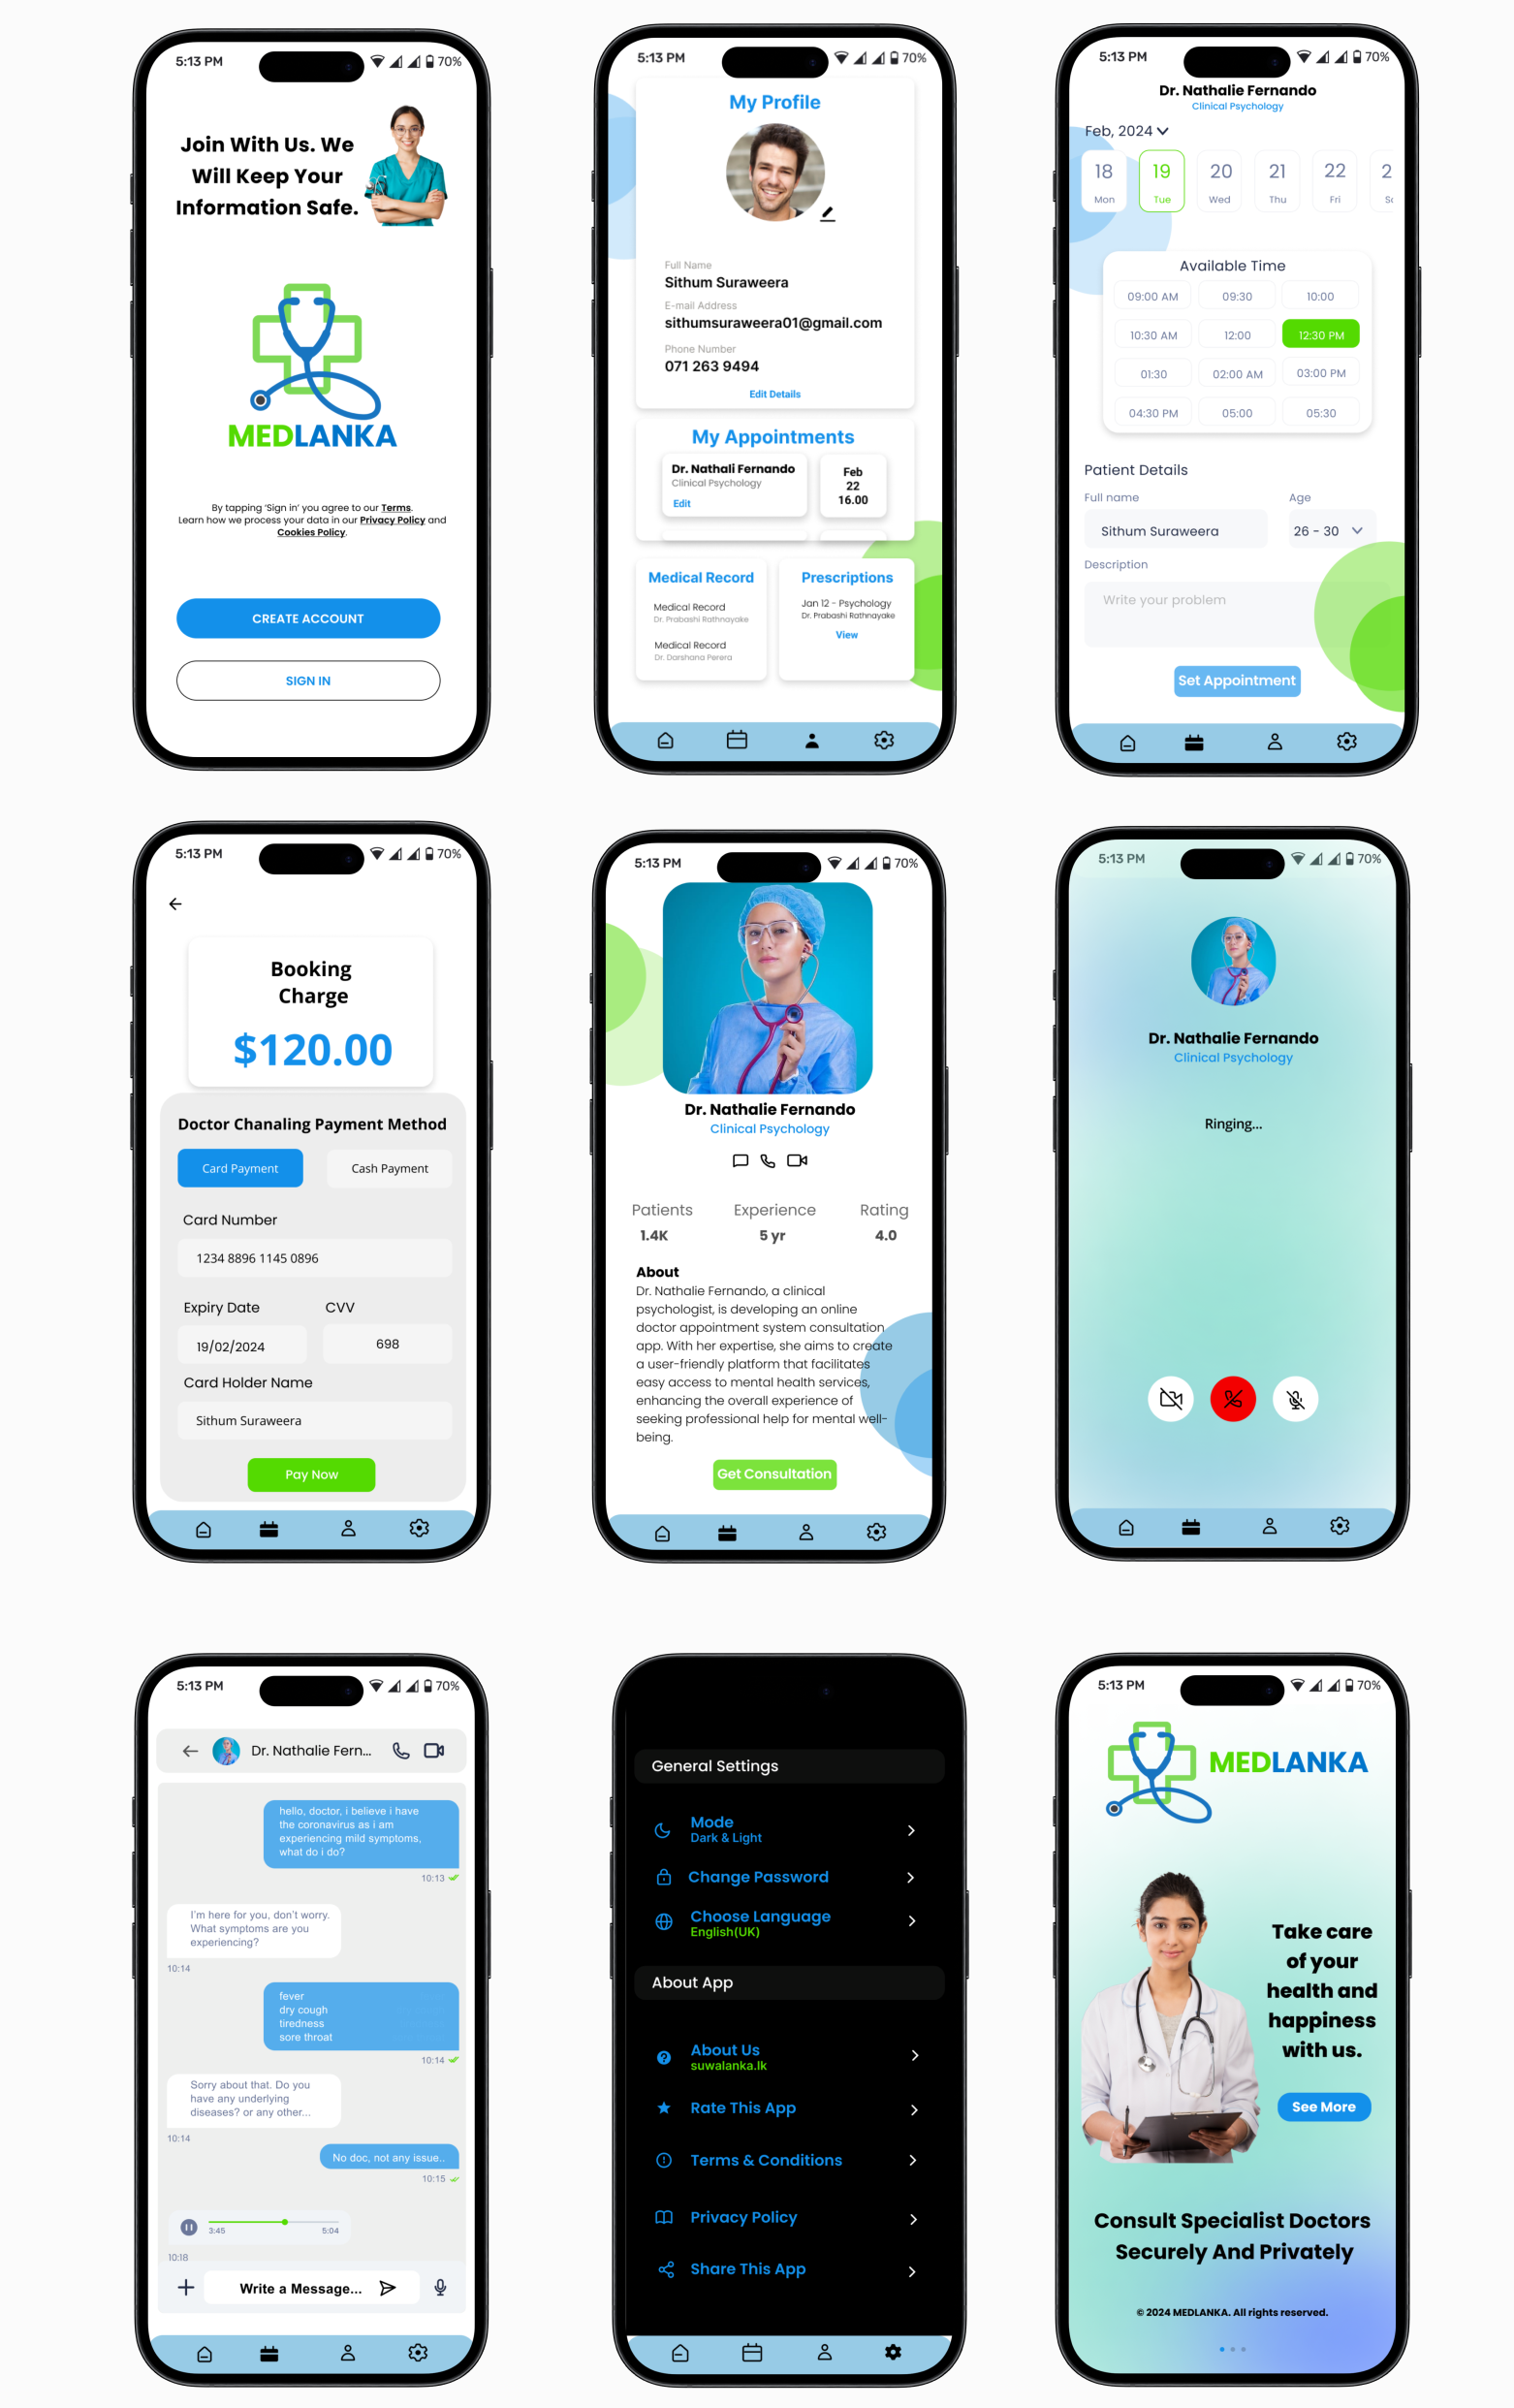 5:13 PM 70%
Join With Us. We
Will Keep Your
Information Safe.
MEDLANKA
By tapping 'Sign in' you agree to our Terms.
Learn how we process your data in our Privacy Policy and
Cookies Policy.
CREATE ACCOUNT
SIGN IN
5:13 PM 70%
My Profile
Full Name
Sithum Suraweera
E-mail Address
sithumsuraweera01@gmail.com
Phone Number
071 263 9494
Edit Details
My Appointments
Dr. Nathali Fernando
Clinical Psychology
Edit
Feb
22
16.00
Medical Record
Medical Record
Dr. Prabashi Rathnayake
Medical Record
Dr. Darshana Perera
Prescriptions
Jan 12 - Psychology
Dr. Prabashi Rathnayake
View
5:13 PM 70%
Dr. Nathalie Fernando
Clinical Psychology
Feb, 2024
18 19 20 21 22 2
Mon Tue Wed Thu Fri
Available Time
09:00 AM 09:30 10:00
10:30 AM 12:00 12:30 PM
01:30 02:00 AM 03:00 PM
04:30 PM 05:00 05:30
Patient Details
Full name Age
Sithum Suraweera 26 - 30
Description
Write your problem
Set Appointment
5:13 PM 70%
Booking
Charge
$120.00
Doctor Chanaling Payment Method
Card Payment Cash Payment
Card Number
1234 8896 1145 0896
Expiry Date CVV
19/02/2024 698
Card Holder Name
Sithum Suraweera
Pay Now
5:13 PM 70%
Dr. Nathalie Fernando
Clinical Psychology
Patients Experience Rating
1.4K 5 yr 4.0
About
Dr. Nathalie Fernando, a clinical
psychologist, is developing an online
doctor appointment system consultation
app. With her expertise, she aims to create
a user-friendly platform that facilitates
easy access to mental health services,
enhancing the overall experience of
seeking professional help for mental well-
being.
Get Consultation
5:13 PM 70%
Dr. Nathalie Fernando
Clinical Psychology
Ringing...
5:13 PM 70%
Dr. Nathalie Fern...
hello, doctor, i believe i have
the coronavirus as i am
experiencing mild symptoms,
what do i do?
10:13
I'm here for you, don't worry.
What symptoms are you
experiencing?
10:14
fever
dry cough
tiredness
sore throat
10:14
Sorry about that. Do you
have any underlying
diseases? or any other...
10:14
No doc, not any issue..
10:15
3:45 5:04
10:18
Write a Message...
General Settings
Mode
Dark & Light
Change Password
Choose Language
English(UK)
About App
About Us
suwalanka.lk
Rate This App
Terms & Conditions
Privacy Policy
Share This App
5:13 PM 70%
MEDLANKA
Take care
of your
health and
happiness
with us.
See More
Consult Specialist Doctors
Securely And Privately
© 2024 MEDLANKA. All rights reserved.